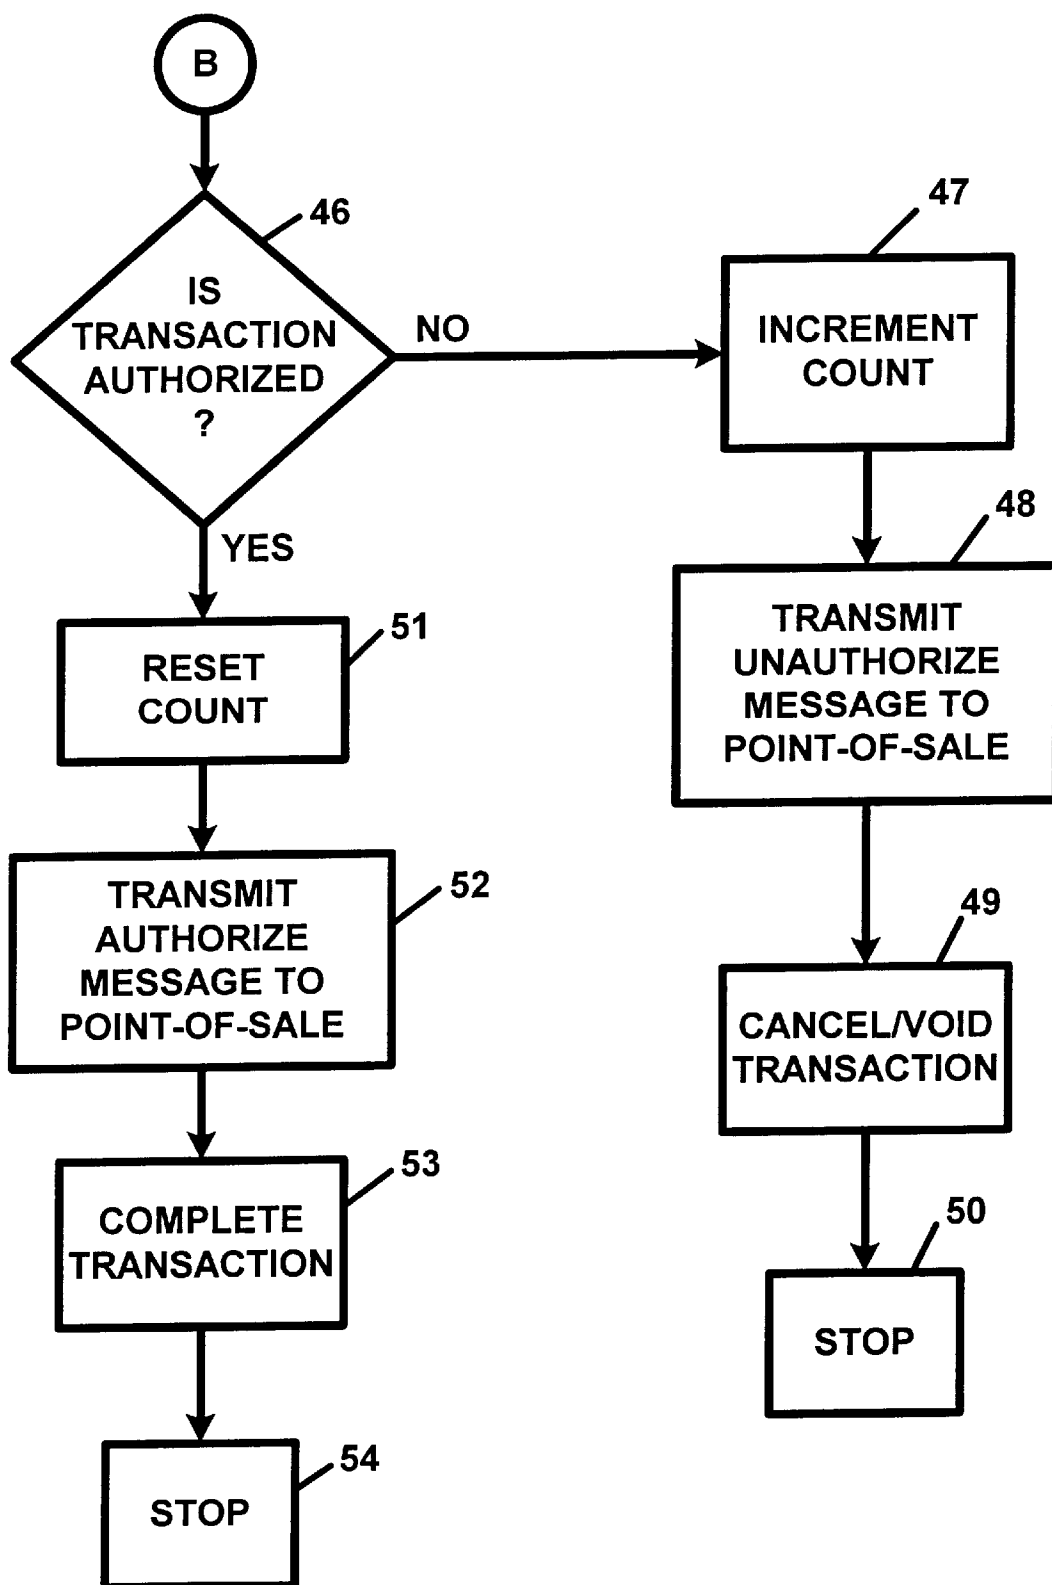 B
46
IS
TRANSACTION
AUTHORIZED
?
NO
YES
47
INCREMENT
COUNT
48
TRANSMIT
UNAUTHORIZE
MESSAGE TO
POINT-OF-SALE
49
CANCEL/VOID
TRANSACTION
50
STOP
51
RESET
COUNT
52
TRANSMIT
AUTHORIZE
MESSAGE TO
POINT-OF-SALE
53
COMPLETE
TRANSACTION
54
STOP